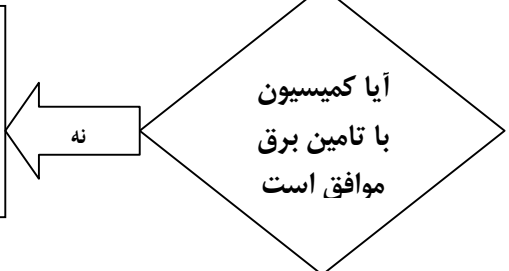 آیا کمیسیون
با تامین برق
موافق است
نه